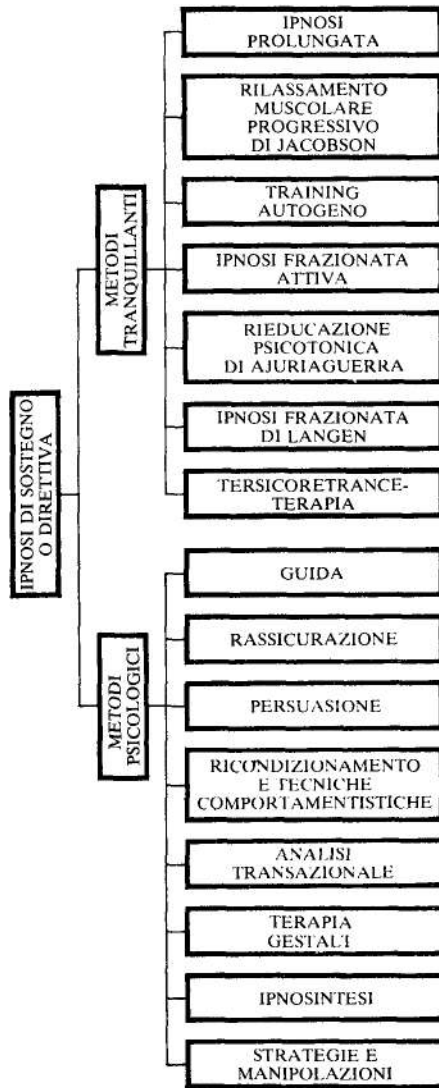 IPNOSI DI SOSTEGNO
O DIRETTIVA
METODI
TRANQUILLANTI
IPNOSI
PROLUNGATA
RILASSAMENTO
MUSCOLARE
PROGRESSIVO
DI JACOBSON
TRAINING
AUTOGENO
IPNOSI FRAZIONATA
ATTIVA
RIEDUCAZIONE
PSICOTONICA
DI AJURIAGUERRA
IPNOSI FRAZIONATA
DI LANGEN
TERSICORETRANCE-
TERAPIA
METODI
PSICOLOGICI
GUIDA
RASSICURAZIONE
PERSUASIONE
RICONDIZIONAMENTO
E TECNICHE
COMPORTAMENTISTICHE
ANALISI
TRANSAZIONALE
TERAPIA
GESTALT
IPNOSINTESI
STRATEGIE E
MANIPOLAZIONI